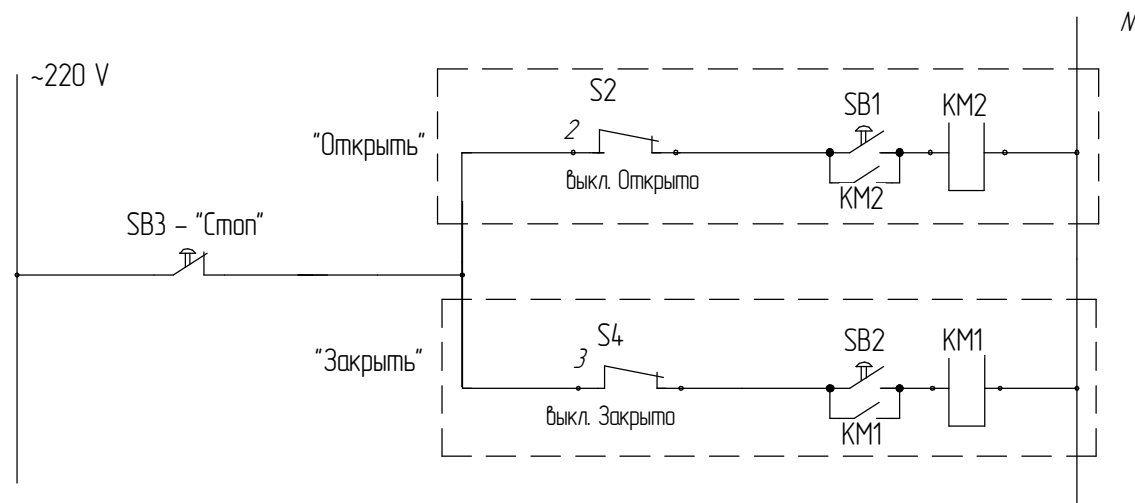 N
~220 V
S2
SB1
KM2
"Открыть"
2
выкл. Открыто
KM2
SB3 – "Стоп"
S4
SB2
KM1
"Закрыть"
3
выкл. Закрыто
KM1